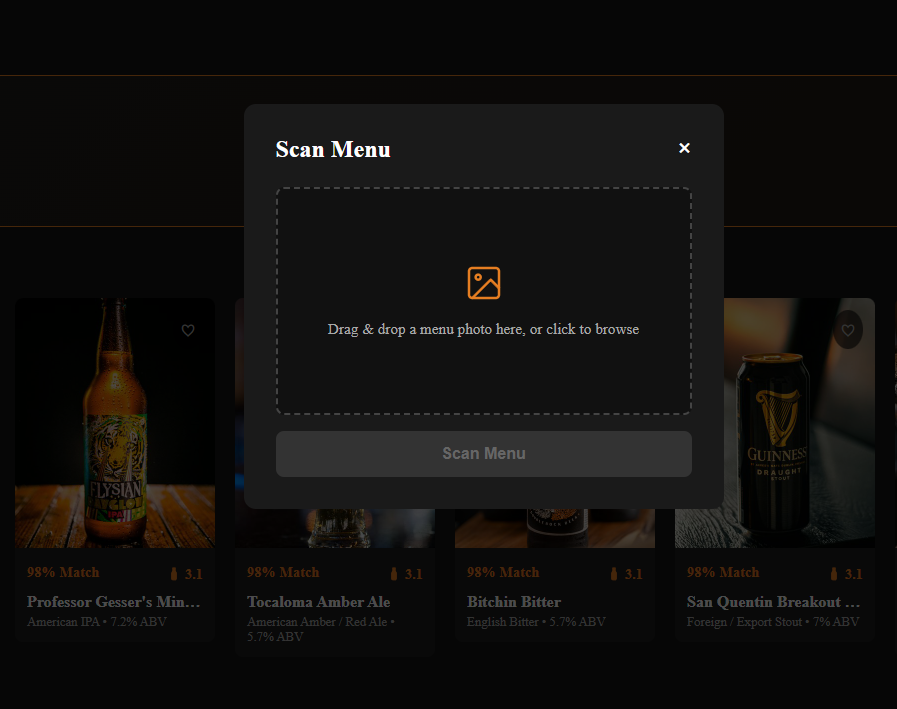 Scan Menu
×
Drag & drop a menu photo here, or click to browse
Scan Menu
ELYSIAN
DAYGLOW
IPA
GUINNESS
DRAUGHT
STOUT
98% Match
3.1
Professor Gesser's Min…
American IPA • 7.2% ABV
98% Match
3.1
Tocaloma Amber Ale
American Amber / Red Ale •
5.7% ABV
98% Match
3.1
Bitchin Bitter
English Bitter • 5.7% ABV
98% Match
3.1
San Quentin Breakout …
Foreign / Export Stout • 7% ABV